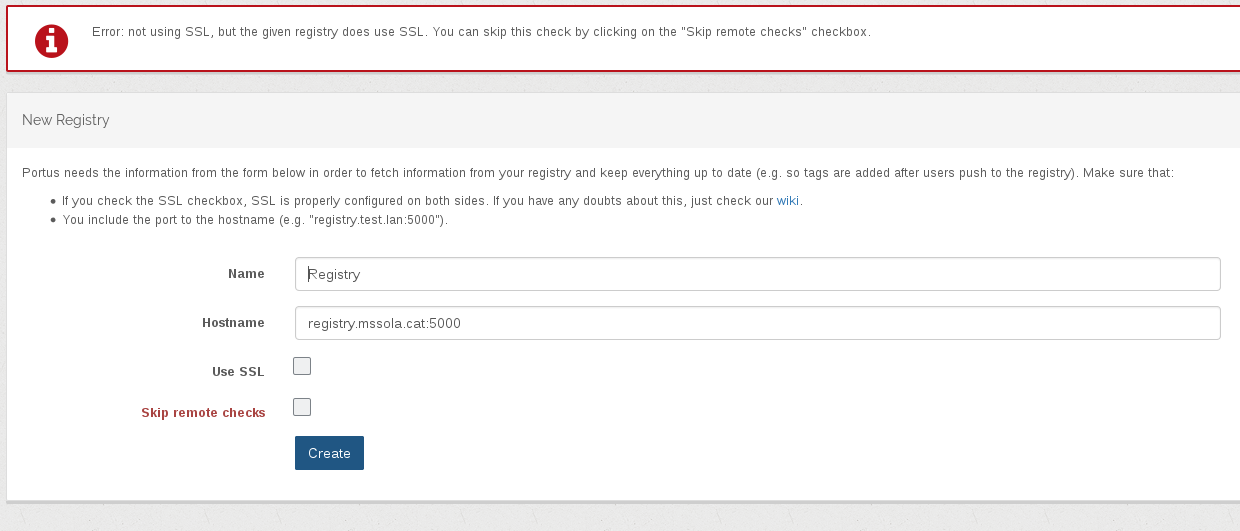 Error: not using SSL, but the given registry does use SSL. You can skip this check by clicking on the "Skip remote checks" checkbox.
New Registry
Portus needs the information from the form below in order to fetch information from your registry and keep everything up to date (e.g. so tags are added after users push to the registry). Make sure that:
• If you check the SSL checkbox, SSL is properly configured on both sides. If you have any doubts about this, just check our wiki.
• You include the port to the hostname (e.g. "registry.test.lan:5000").
Name Registry
Hostname registry.mssola.cat:5000
Use SSL
Skip remote checks
Create